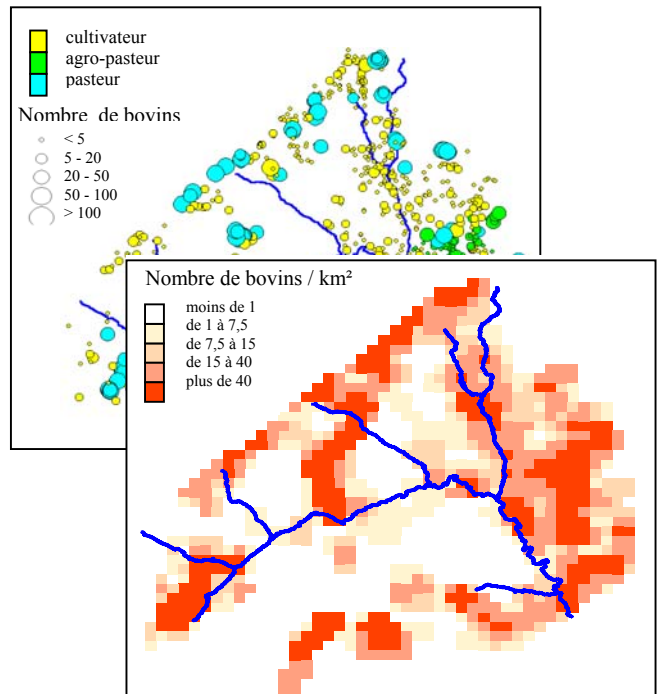 cultivateur
agro-pasteur
pasteur
Nombre de bovins
< 5
5 - 20
20 - 50
50 - 100
> 100
Nombre de bovins / km²
moins de 1
de 1 à 7,5
de 7,5 à 15
de 15 à 40
plus de 40